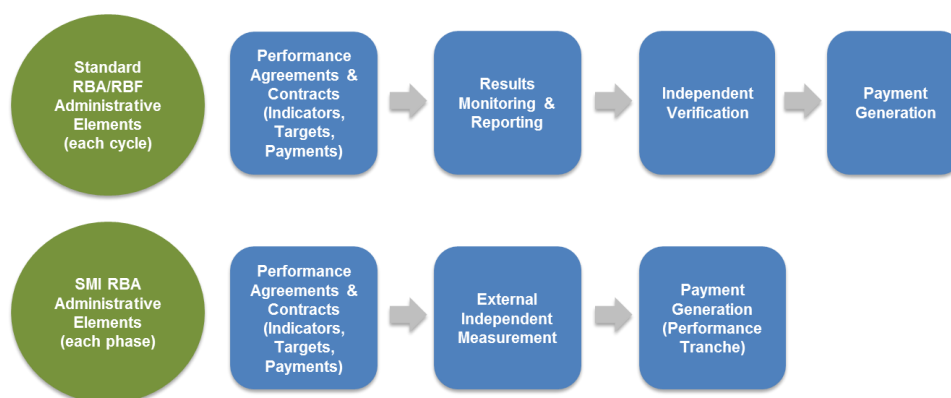 Standard
RBA/RBF
Administrative
Elements
(each cycle)
Performance
Agreements &
Contracts
(Indicators,
Targets,
Payments)
Results
Monitoring &
Reporting
Independent
Verification
Payment
Generation
SMI RBA
Administrative
Elements
(each phase)
Performance
Agreements &
Contracts
(Indicators,
Targets,
Payments)
External
Independent
Measurement
Payment
Generation
(Performance
Tranche)